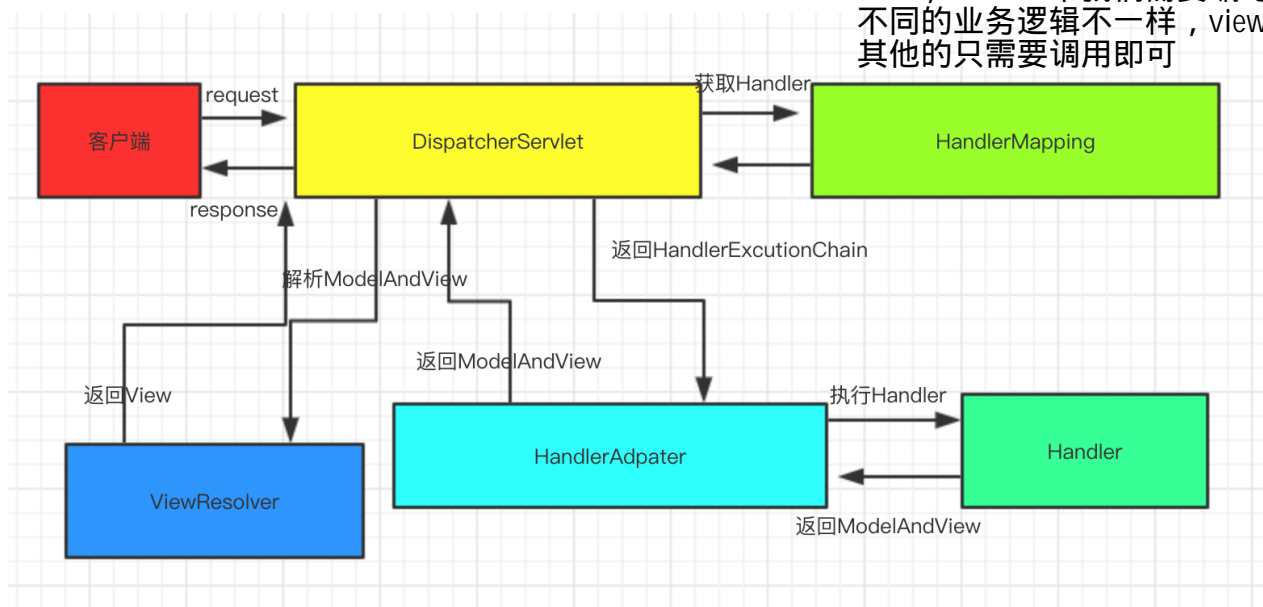 不同的业务逻辑不一样，view
其他的只需要调用即可
request
获取Handler
客户端
DispatcherServlet
HandlerMapping
response
返回HandlerExcutionChain
解析ModelAndView
返回ModelAndView
返回View
执行Handler
HandlerAdpater
Handler
ViewResolver
返回ModelAndView